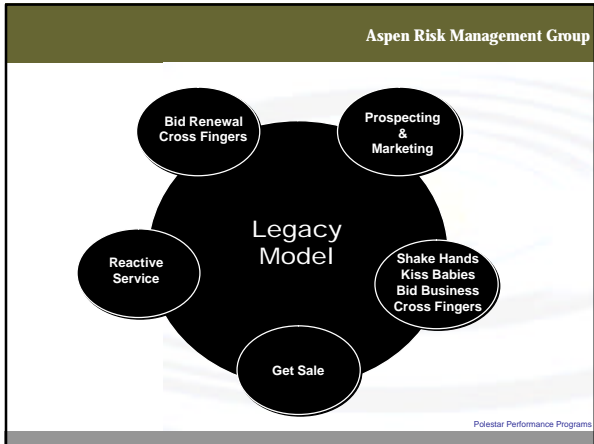 Aspen Risk Management Group
Bid Renewal
Cross Fingers
Prospecting
&
Marketing
Legacy
Model
Reactive
Service
Shake Hands
Kiss Babies
Bid Business
Cross Fingers
Get Sale
Polestar Performance Programs